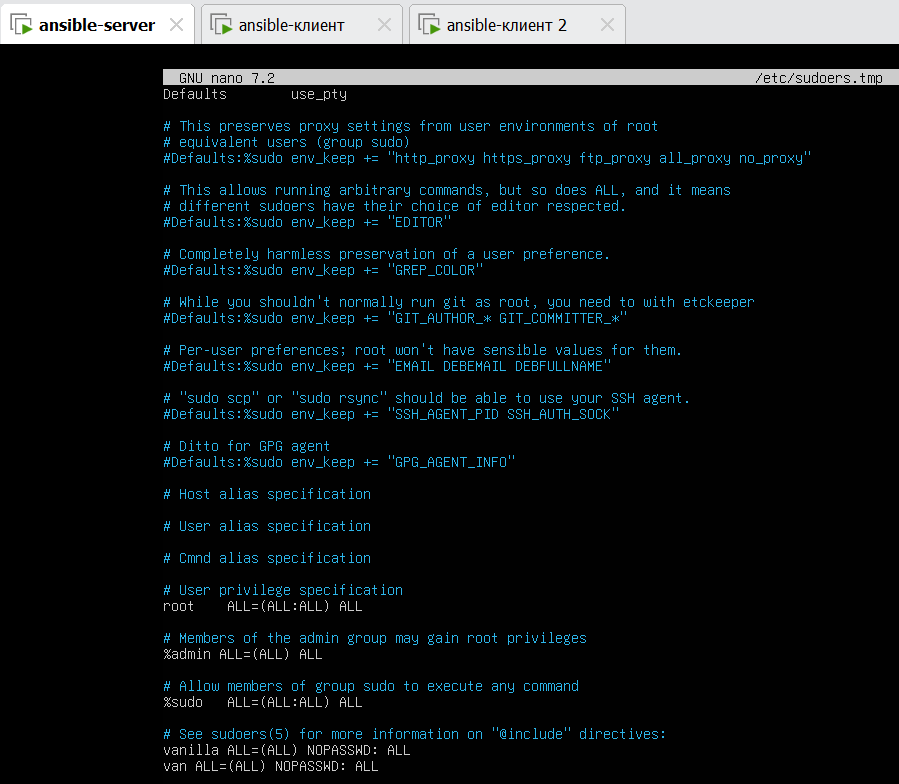 ansible-server
ansible-клиент
ansible-клиент 2
GNU nano 7.2 /etc/sudoers.tmp
Defaults use_pty
# This preserves proxy settings from user environments of root
# equivalent users (group sudo)
#Defaults:%sudo env_keep += "http_proxy https_proxy ftp_proxy all_proxy no_proxy"
# This allows running arbitrary commands, but so does ALL, and it means
# different sudoers have their choice of editor respected.
#Defaults:%sudo env_keep += "EDITOR"
# Completely harmless preservation of a user preference.
#Defaults:%sudo env_keep += "GREP_COLOR"
# While you shouldn't normally run git as root, you need to with etckeeper
#Defaults:%sudo env_keep += "GIT_AUTHOR_* GIT_COMMITTER_*"
# Per-user preferences; root won't have sensible values for them.
#Defaults:%sudo env_keep += "EMAIL DEBEMAIL DEBFULLNAME"
# "sudo scp" or "sudo rsync" should be able to use your SSH agent.
#Defaults:%sudo env_keep += "SSH_AGENT_PID SSH_AUTH_SOCK"
# Ditto for GPG agent
#Defaults:%sudo env_keep += "GPG_AGENT_INFO"
# Host alias specification
# User alias specification
# Cmnd alias specification
# User privilege specification
root ALL=(ALL:ALL) ALL
# Members of the admin group may gain root privileges
%admin ALL=(ALL) ALL
# Allow members of group sudo to execute any command
%sudo ALL=(ALL:ALL) ALL
# See sudoers(5) for more information on "@include" directives:
vanilla ALL=(ALL) NOPASSWD: ALL
van ALL=(ALL) NOPASSWD: ALL